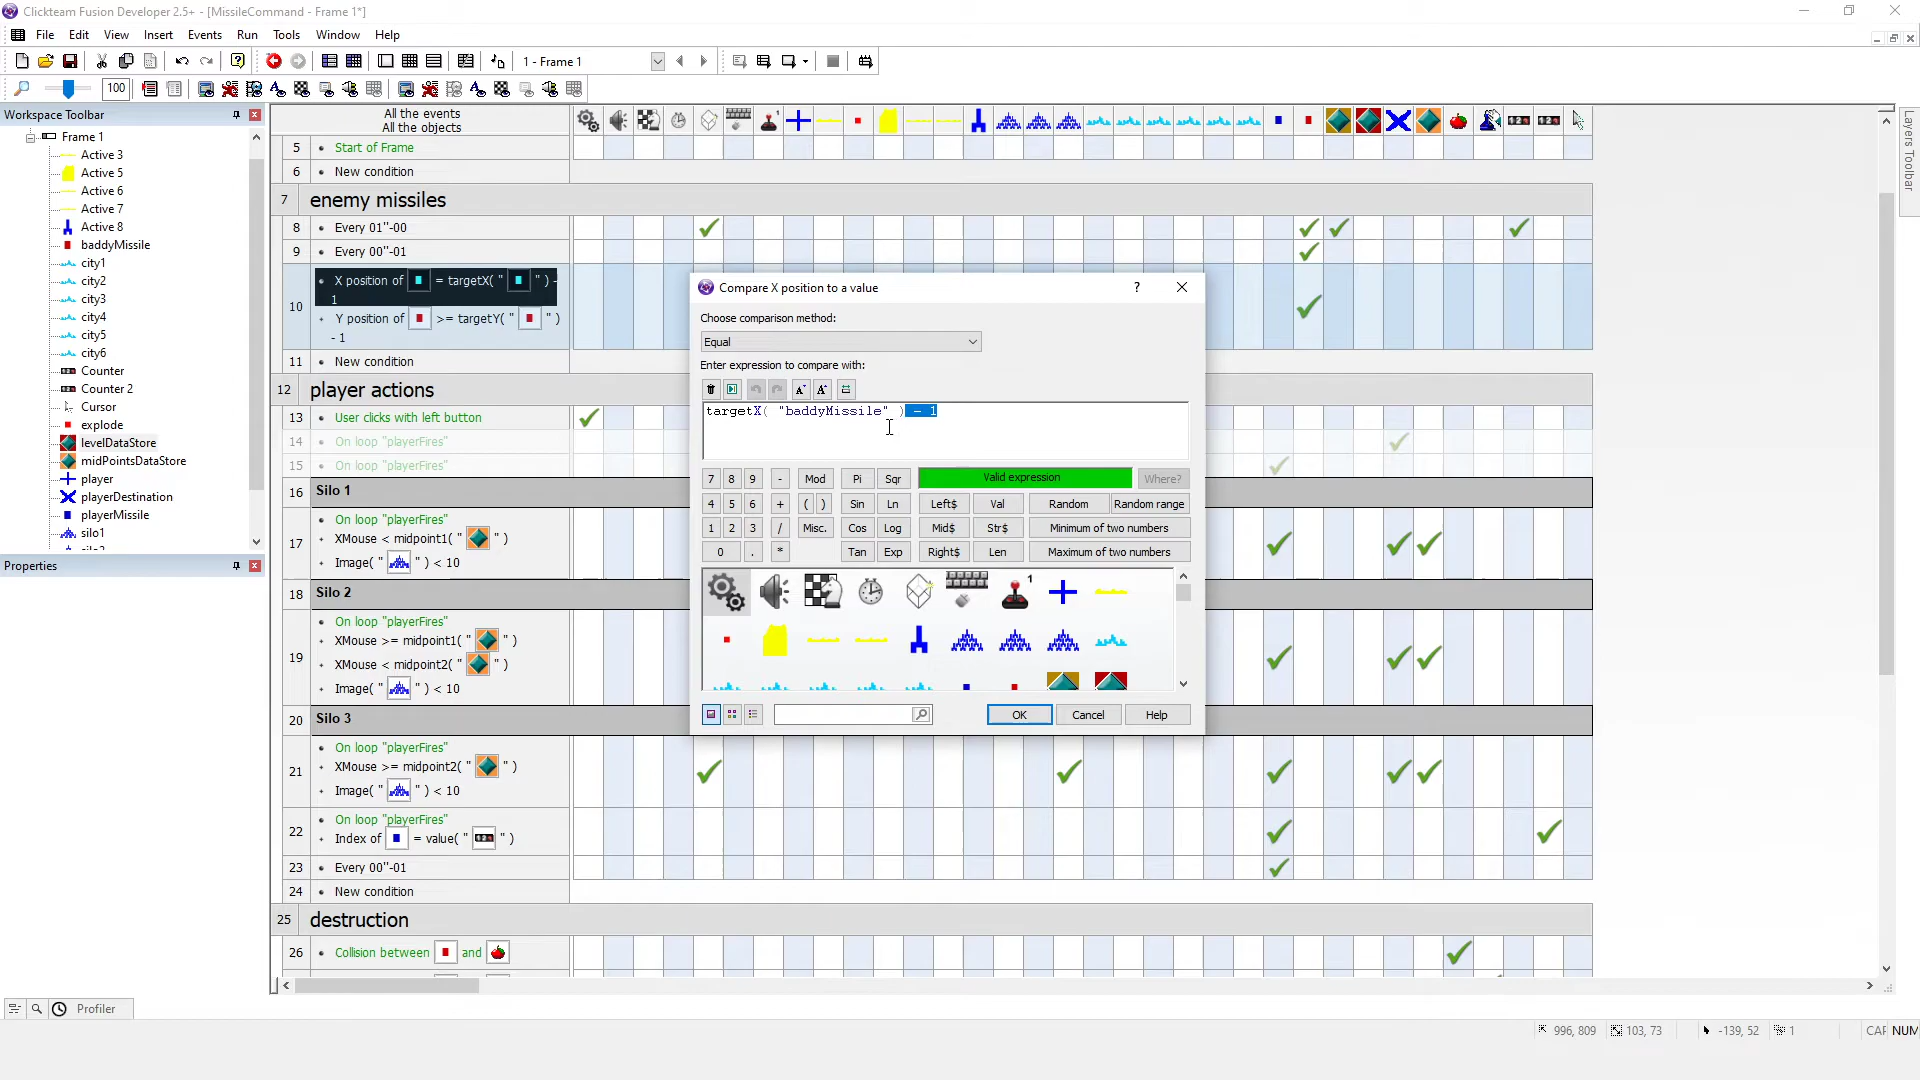 Clickteam Fusion Developer 2.5+ - [MissileCommand - Frame 1*]
File Edit View Insert Events Run Tools Window Help
1 - Frame 1
100
Workspace Toolbar
Frame 1
Active 3
Active 5
Active 6
Active 7
Active 8
baddyMissile
city1
city2
city3
city4
city5
city6
Counter
Counter 2
Cursor
explode
levelDataStore
midPointsDataStore
player
playerDestination
playerMissile
silo1
Properties
All the events
All the objects
5 Start of Frame
6 New condition
7 enemy missiles
8 Every 01"-00
9 Every 00"-01
10 X position of = targetX( " " ) -
1
Y position of >= targetY( " " )
- 1
11 New condition
12 player actions
13 User clicks with left button
14 On loop "playerFires"
15 On loop "playerFires"
16 Silo 1
17 On loop "playerFires"
XMouse < midpoint1( " " )
Image( " " ) < 10
18 Silo 2
19 On loop "playerFires"
XMouse >= midpoint1( " " )
XMouse < midpoint2( " " )
Image( " " ) < 10
20 Silo 3
21 On loop "playerFires"
XMouse >= midpoint2( " " )
Image( " " ) < 10
22 On loop "playerFires"
Index of = value( " " )
23 Every 00"-01
24 New condition
25 destruction
26 Collision between and
Compare X position to a value
?
Choose comparison method:
Equal
Enter expression to compare with:
targetX( "baddyMissile" ) - 1
7 8 9 - Mod Pi Sqr Valid expression Where?
4 5 6 + ( ) Sin Ln Left$ Val Random Random range
1 2 3 / Misc. Cos Log Mid$ Str$ Minimum of two numbers
0 . * Tan Exp Right$ Len Maximum of two numbers
1
OK Cancel Help
Layers Toolbar
Profiler
996, 809 103, 73 -139, 52 1 CAP NUM